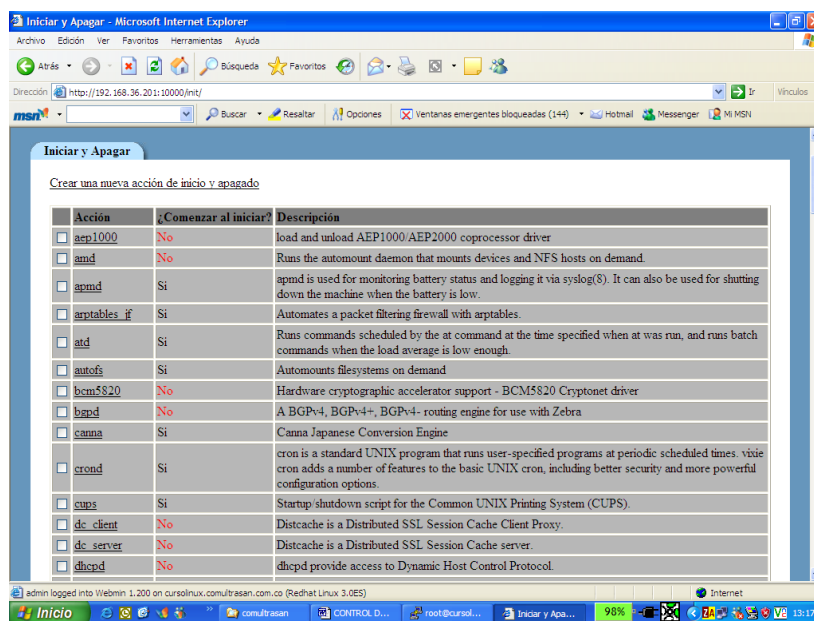 Iniciar y Apagar - Microsoft Internet Explorer
Archivo Edición Ver Favoritos Herramientas Ayuda
Atrás Búsqueda Favoritos
Dirección http://192.168.36.201:10000/init/ Ir Vínculos
msn Buscar Resaltar Opciones Ventanas emergentes bloqueadas (144) Hotmail Messenger Mi MSN
Iniciar y Apagar
Crear una nueva acción de inicio y apagado
Acción ¿Comenzar al iniciar? Descripción
aep1000 No load and unload AEP1000/AEP2000 coprocessor driver
amd No Runs the automount daemon that mounts devices and NFS hosts on demand.
apmd Si apmd is used for monitoring battery status and logging it via syslog(8). It can also be used for shutting
down the machine when the battery is low.
arptables_jf Si Automates a packet filtering firewall with arptables.
atd Si Runs commands scheduled by the at command at the time specified when at was run, and runs batch
commands when the load average is low enough.
autofs Si Automounts filesystems on demand
bcm5820 No Hardware cryptographic accelerator support - BCM5820 Cryptonet driver
bgpd No A BGPv4, BGPv4+, BGPv4- routing engine for use with Zebra
canna Si Canna Japanese Conversion Engine
crond Si cron is a standard UNIX program that runs user-specified programs at periodic scheduled times. vixie
cron adds a number of features to the basic UNIX cron, including better security and more powerful
configuration options.
cups Si Startup/shutdown script for the Common UNIX Printing System (CUPS).
dc_client No Distcache is a Distributed SSL Session Cache Client Proxy.
dc_server No Distcache is a Distributed SSL Session Cache server.
dhcpd No dhcpd provide access to Dynamic Host Control Protocol.
admin logged into Webmin 1.200 on cursolinux.comultrasan.com.co (Redhat Linux 3.0ES) Internet
Inicio comultrasan CONTROL D... root@cursol... Iniciar y Apa... 98% 13:17